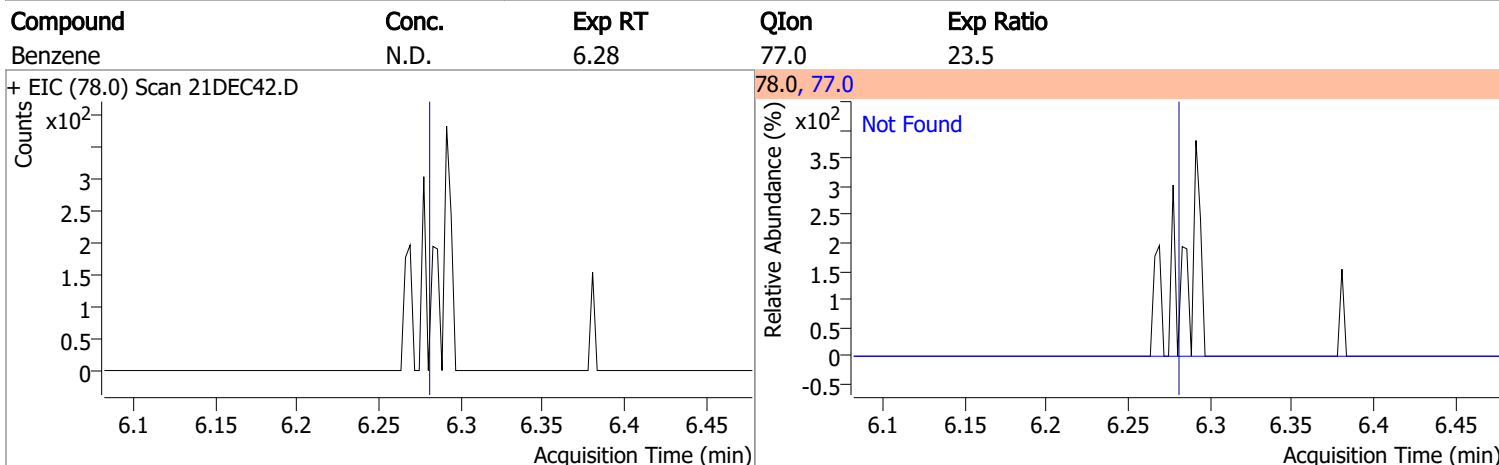 Compound Conc. Exp RT QIon Exp Ratio
Benzene N.D. 6.28 77.0 23.5
+ EIC (78.0) Scan 21DEC42.D
Counts
x10²
3
2.5
2
1.5
1
0.5
0
6.1 6.15 6.2 6.25 6.3 6.35 6.4 6.45
Acquisition Time (min)
78.0, 77.0
Relative Abundance (%)
x10²
Not Found
3.5
3
2.5
2
1.5
1
0.5
0
-0.5
6.1 6.15 6.2 6.25 6.3 6.35 6.4 6.45
Acquisition Time (min)